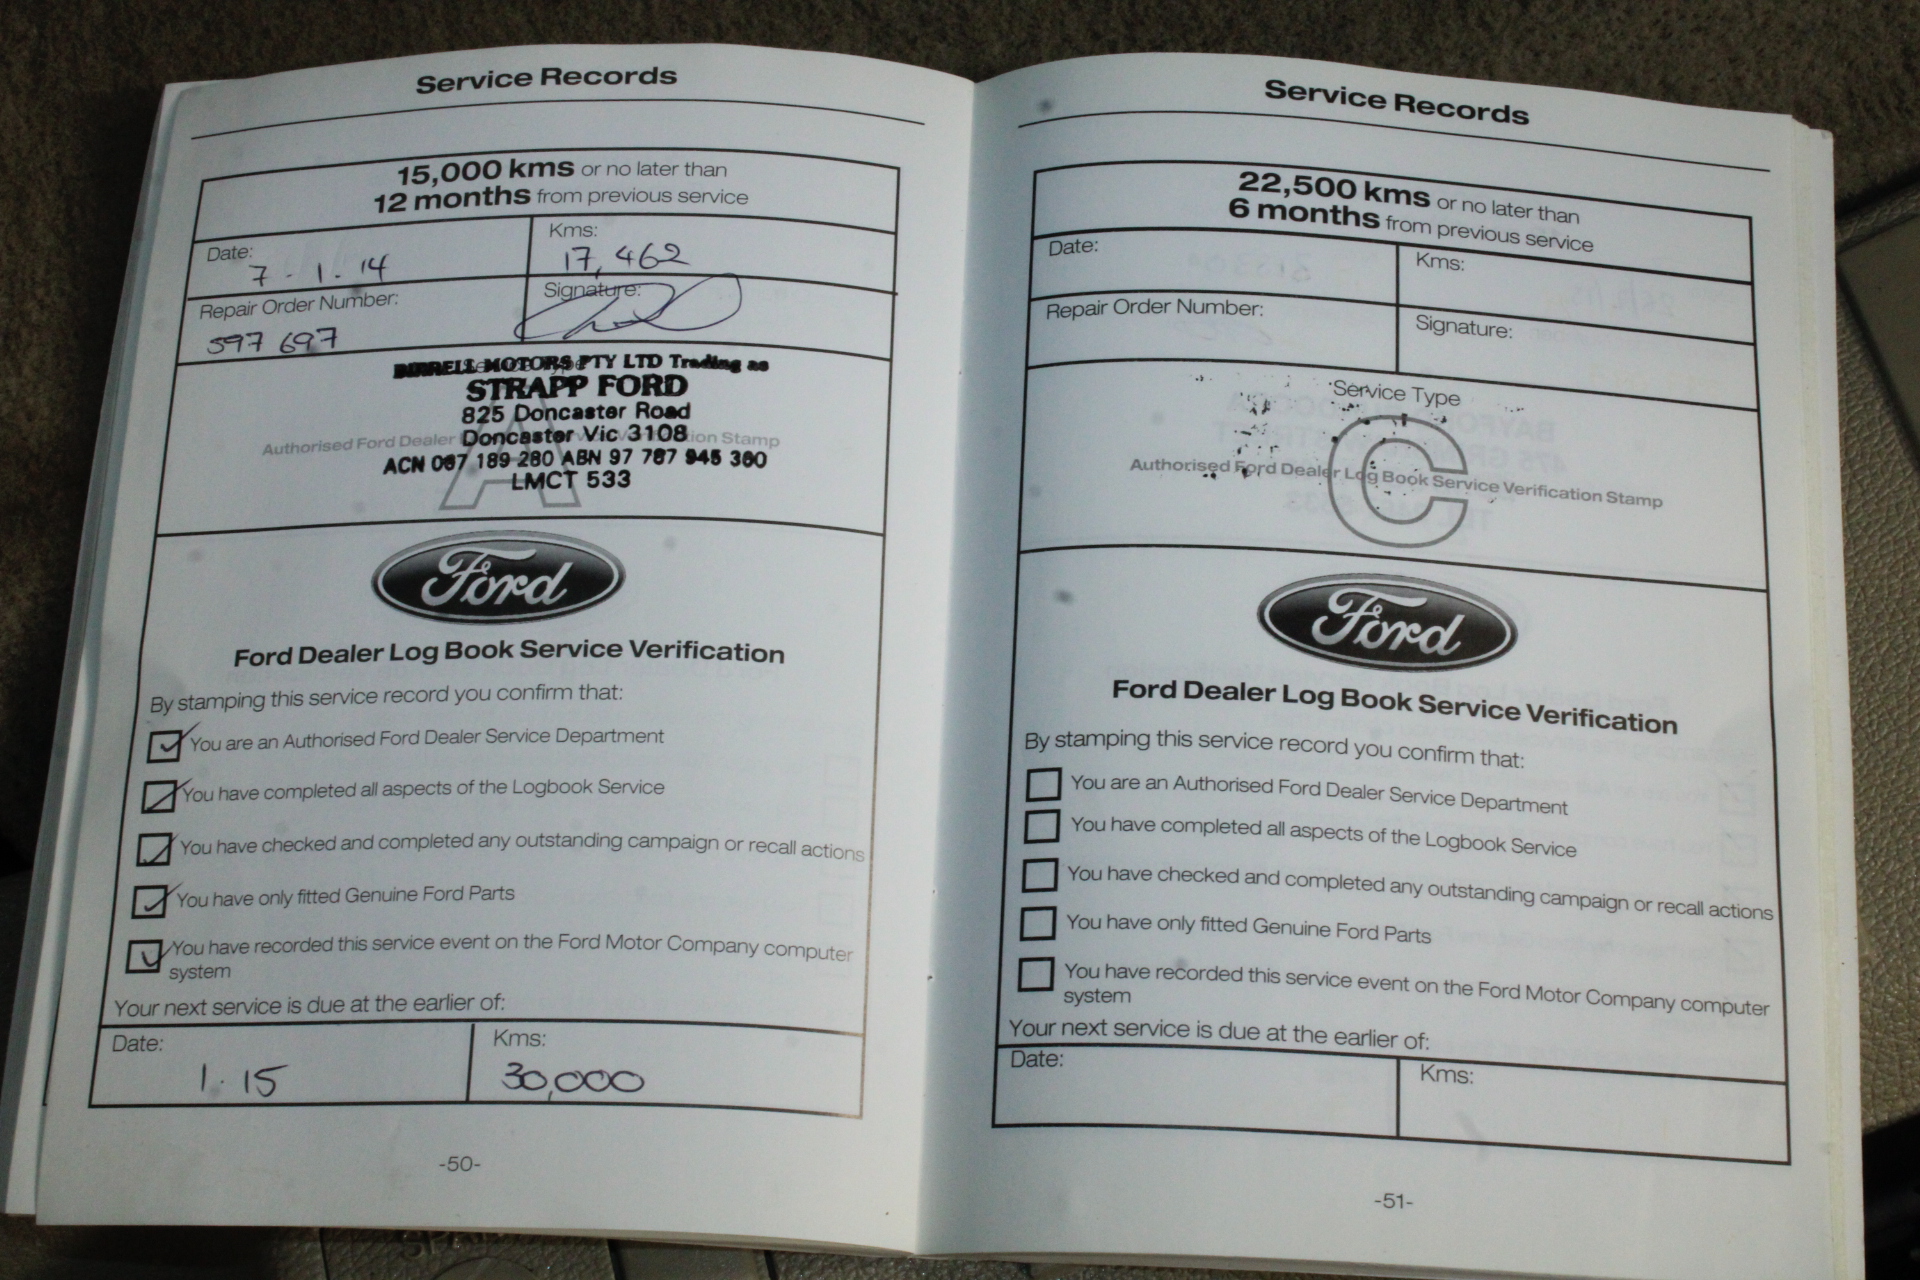 Service Records
15,000 kms or no later than
12 months from previous service
Date: 7 . 1 . 14
Kms: 17,462
Repair Order Number: 597 697
Signature:
MOTORS PTY LTD Trading as
STRAPP FORD
825 Doncaster Road
Doncaster Vic 3108
Authorised Ford Dealer Verification Stamp
ACN 067 189 280 ABN 97 787 945 360
LMCT 533
A
Ford
Ford Dealer Log Book Service Verification
By stamping this service record you confirm that:
You are an Authorised Ford Dealer Service Department
You have completed all aspects of the Logbook Service
You have checked and completed any outstanding campaign or recall actions
You have only fitted Genuine Ford Parts
You have recorded this service event on the Ford Motor Company computer
system
Your next service is due at the earlier of:
Date: 1 . 15
Kms: 30,000
-50-
Service Records
22,500 kms or no later than
6 months from previous service
Date:
Kms:
Repair Order Number:
Signature:
Service Type
C
Authorised Ford Dealer Log Book Service Verification Stamp
Ford
Ford Dealer Log Book Service Verification
By stamping this service record you confirm that:
You are an Authorised Ford Dealer Service Department
You have completed all aspects of the Logbook Service
You have checked and completed any outstanding campaign or recall actions
You have only fitted Genuine Ford Parts
You have recorded this service event on the Ford Motor Company computer
system
Your next service is due at the earlier of:
Date:
Kms:
-51-